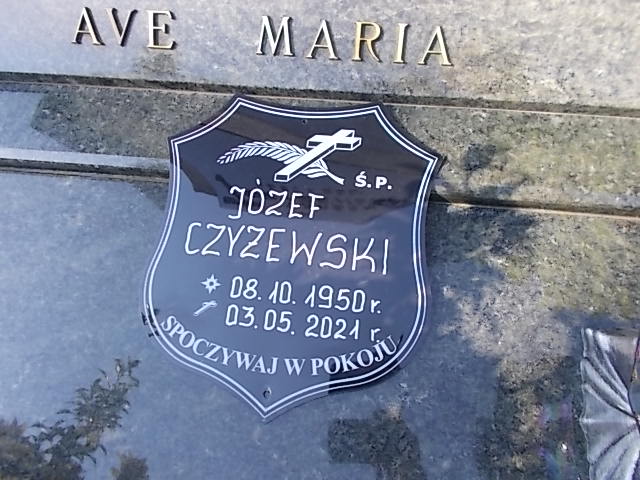 AVE MARIA
Ś.P.
JÓZEF
CZYŻEWSKI
08.10.1950 r.
03.05.2021 r.
SPOCZYWAJ W POKOJU